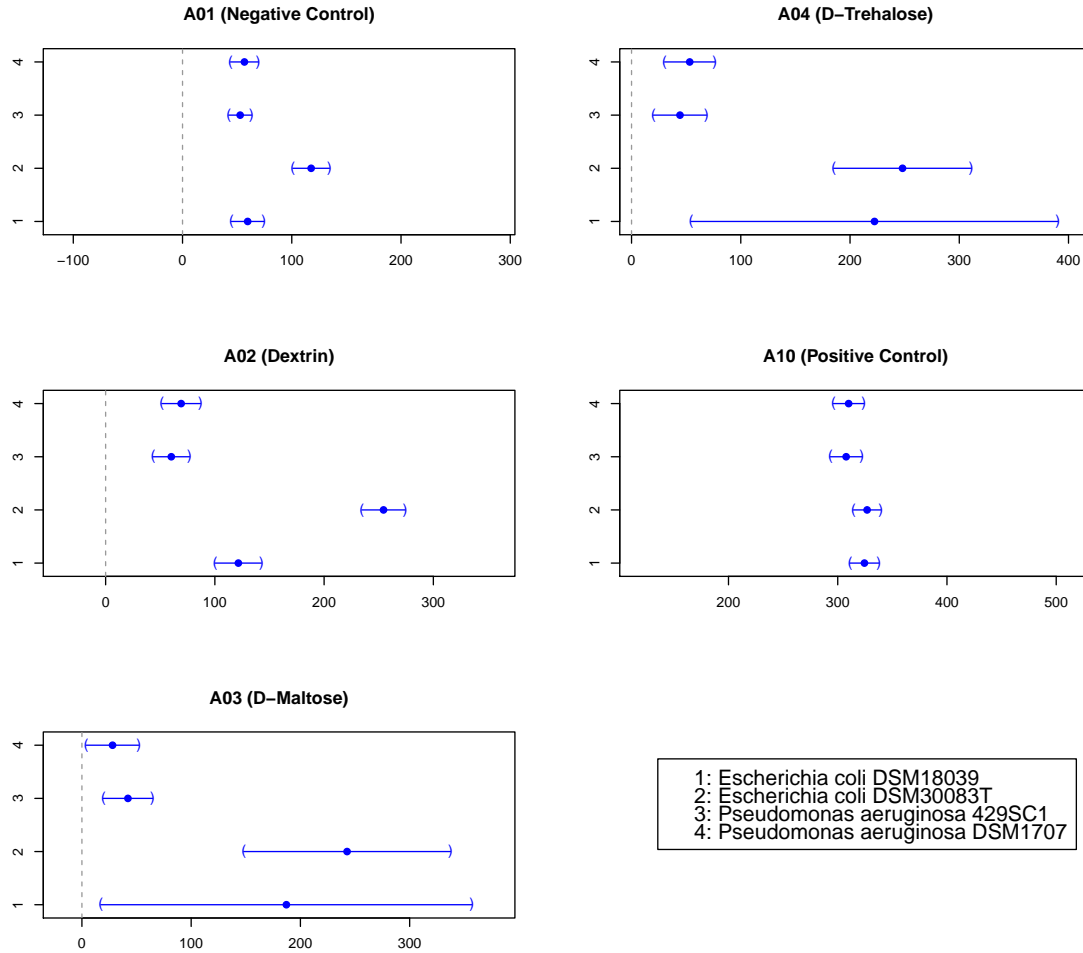 A01 (Negative Control)
4
3
2
1
−100 0 100 200 300
A04 (D−Trehalose)
4
3
2
1
0 100 200 300 400
A02 (Dextrin)
4
3
2
1
0 100 200 300
A10 (Positive Control)
4
3
2
1
200 300 400 500
A03 (D−Maltose)
4
3
2
1
0 100 200 300
1: Escherichia coli DSM18039
2: Escherichia coli DSM30083T
3: Pseudomonas aeruginosa 429SC1
4: Pseudomonas aeruginosa DSM1707